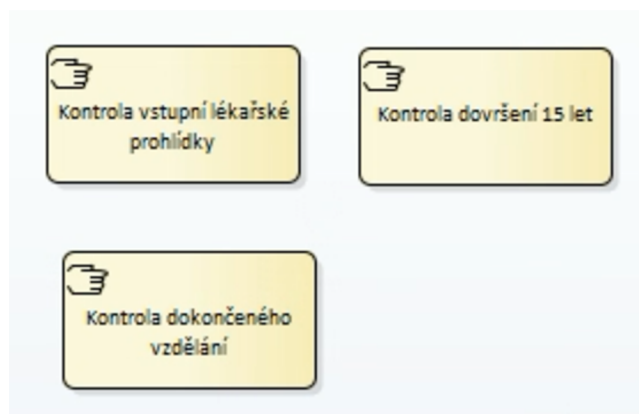 Kontrola vstupní lékařské
prohlídky
Kontrola dovršení 15 let
Kontrola dokončeného
vzdělání